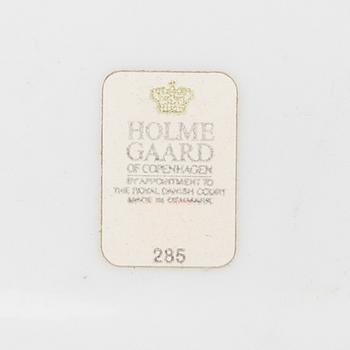 HOLME
GAARD
OF COPENHAGEN
BY APPOINTMENT TO
THE ROYAL DANISH COURT
MADE IN DENMARK
285